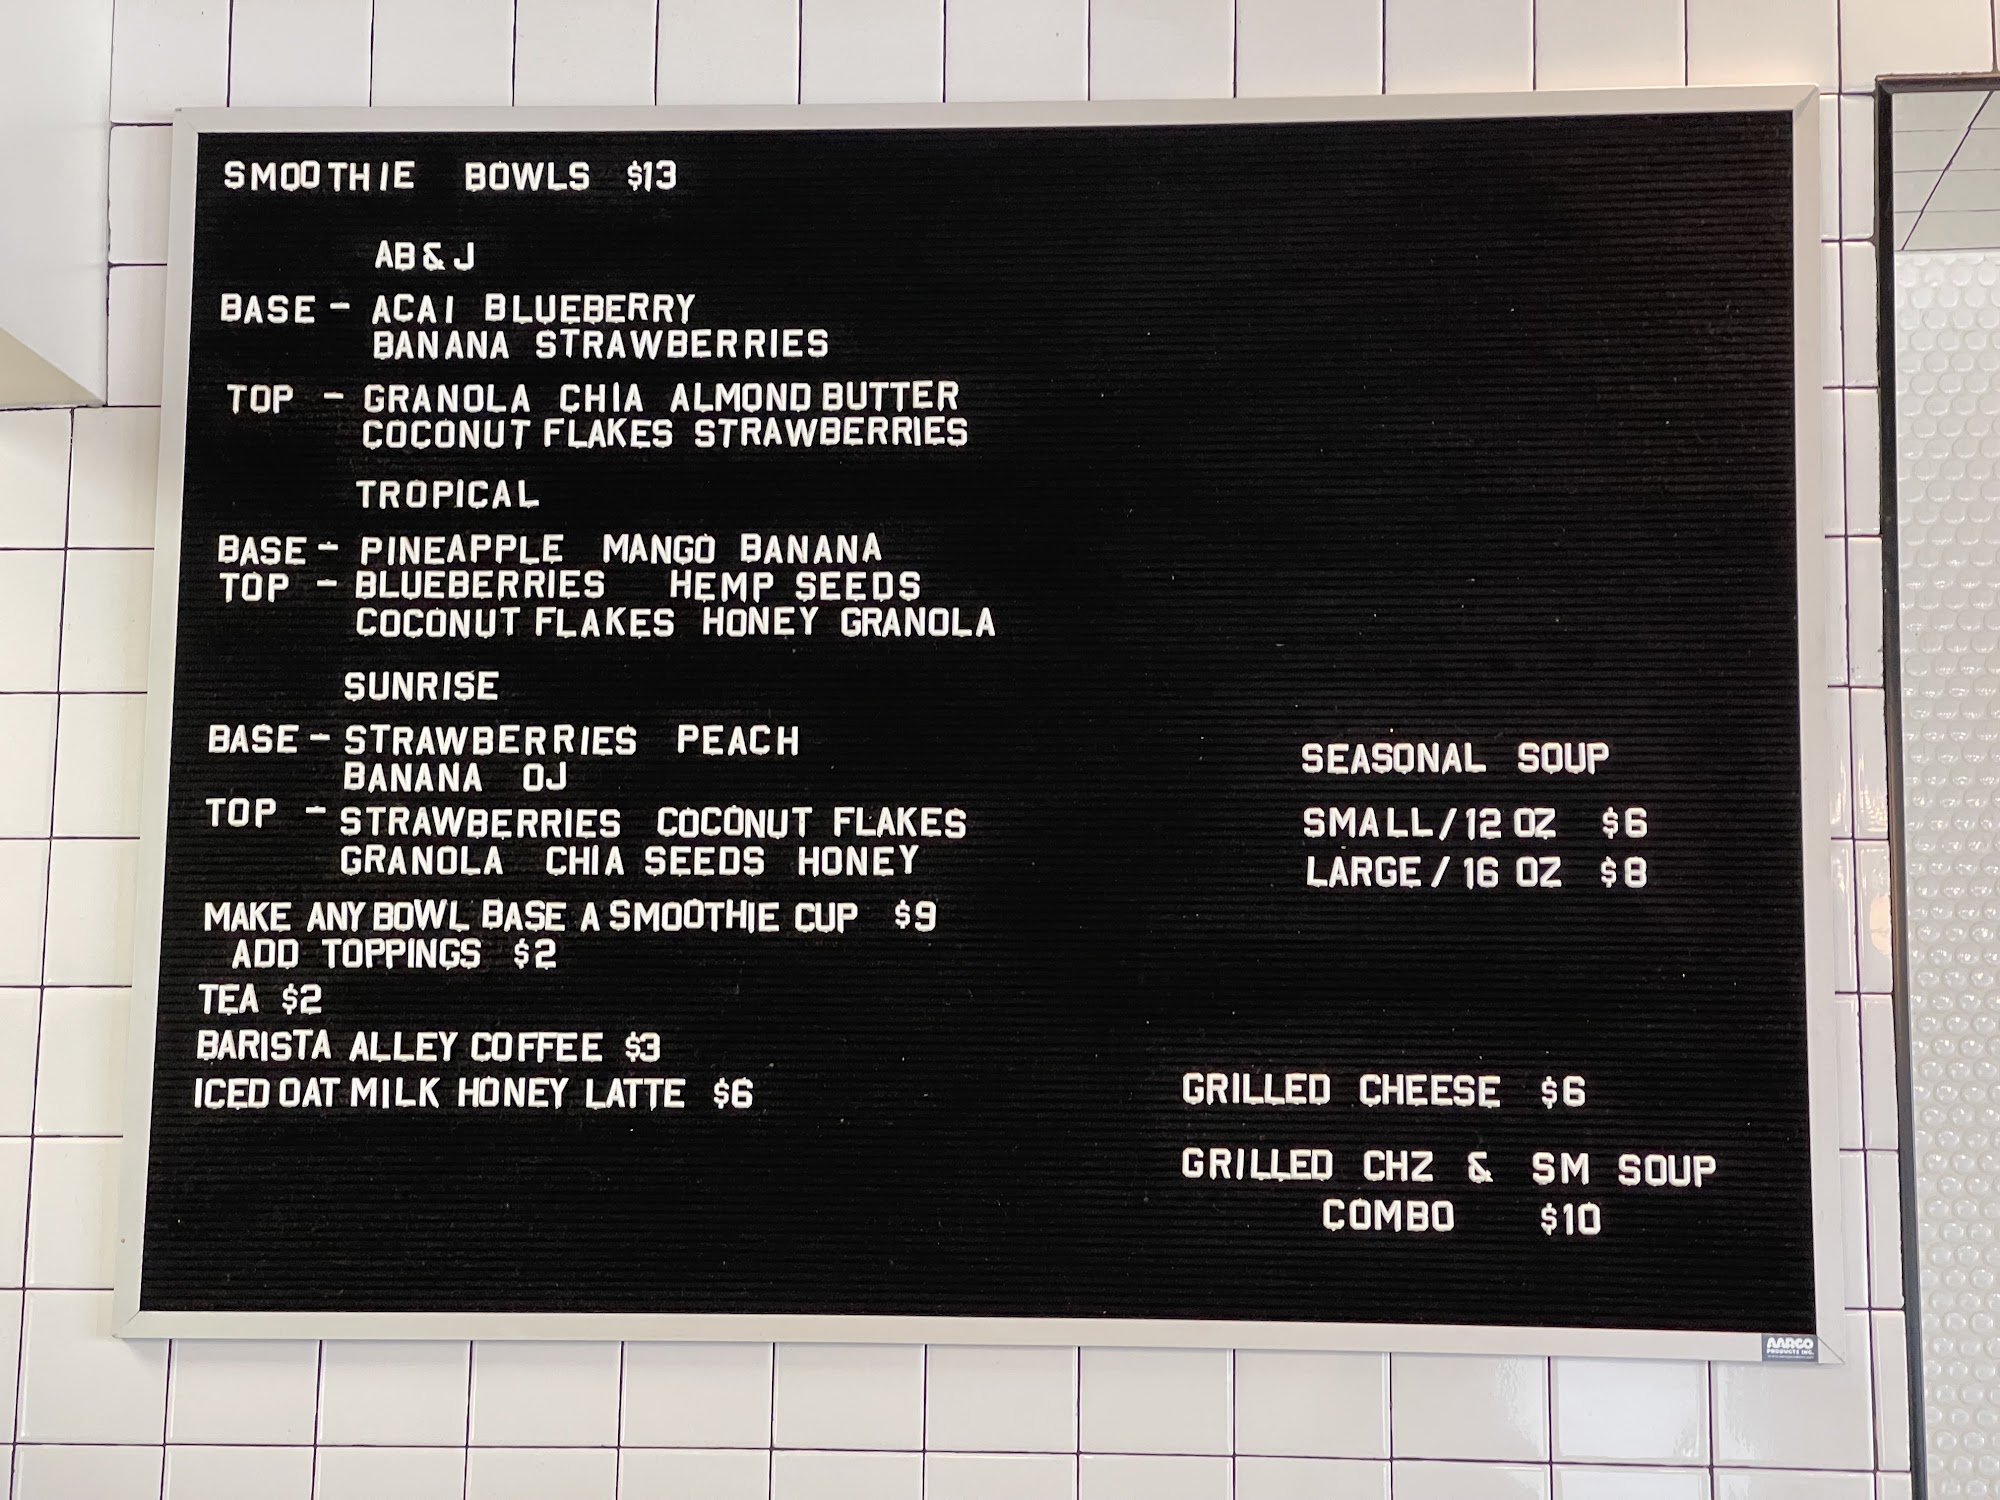 SMOOTHIE BOWLS $13
AB & J
BASE - ACAI BLUEBERRY
BANANA STRAWBERRIES
TOP - GRANOLA CHIA ALMOND BUTTER
COCONUT FLAKES STRAWBERRIES
TROPICAL
BASE - PINEAPPLE MANGO BANANA
TOP - BLUEBERRIES HEMP SEEDS
COCONUT FLAKES HONEY GRANOLA
SUNRISE
BASE - STRAWBERRIES PEACH
BANANA OJ
TOP - STRAWBERRIES COCONUT FLAKES
GRANOLA CHIA SEEDS HONEY
MAKE ANY BOWL BASE A SMOOTHIE CUP $9
ADD TOPPINGS $2
TEA $2
BARISTA ALLEY COFFEE $3
ICED OAT MILK HONEY LATTE $6
SEASONAL SOUP
SMALL / 12 OZ $6
LARGE / 16 OZ $8
GRILLED CHEESE $6
GRILLED CHZ & SM SOUP
COMBO $10
AARCO
PRODUCTS INC.